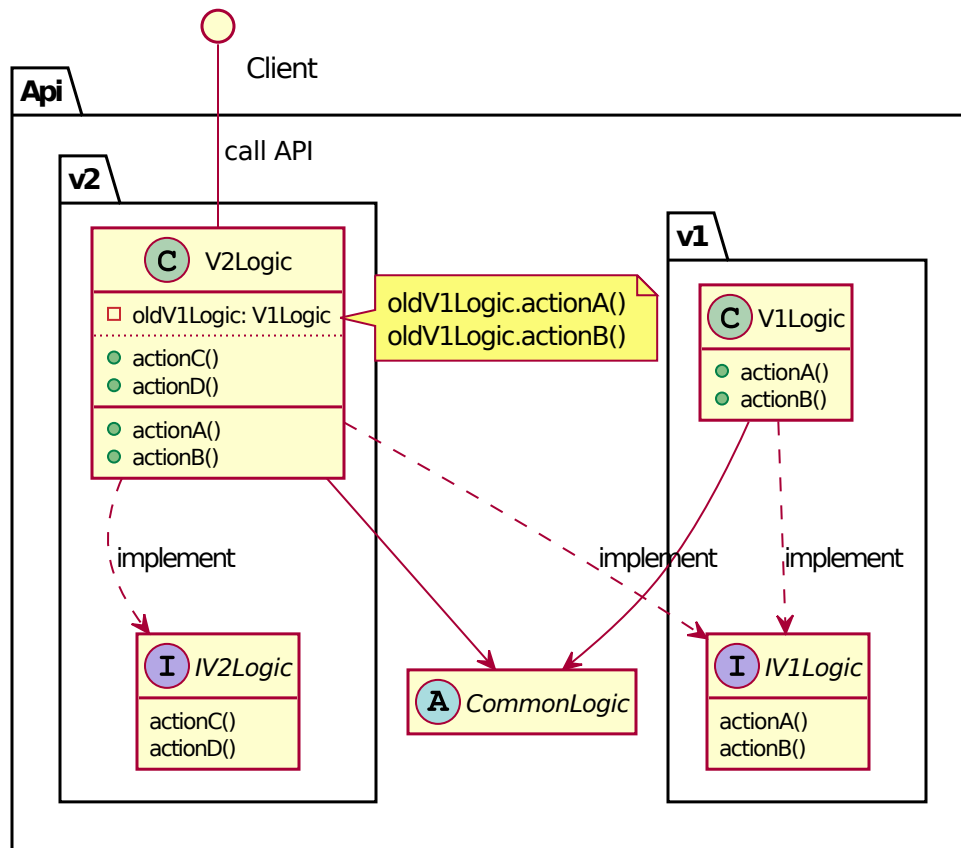 Client
Api
call API
v2
C V2Logic
oldV1Logic: V1Logic
actionC()
actionD()
actionA()
actionB()
oldV1Logic.actionA()
oldV1Logic.actionB()
v1
C V1Logic
actionA()
actionB()
implement
implement
implement
I IV2Logic
actionC()
actionD()
A CommonLogic
I IV1Logic
actionA()
actionB()